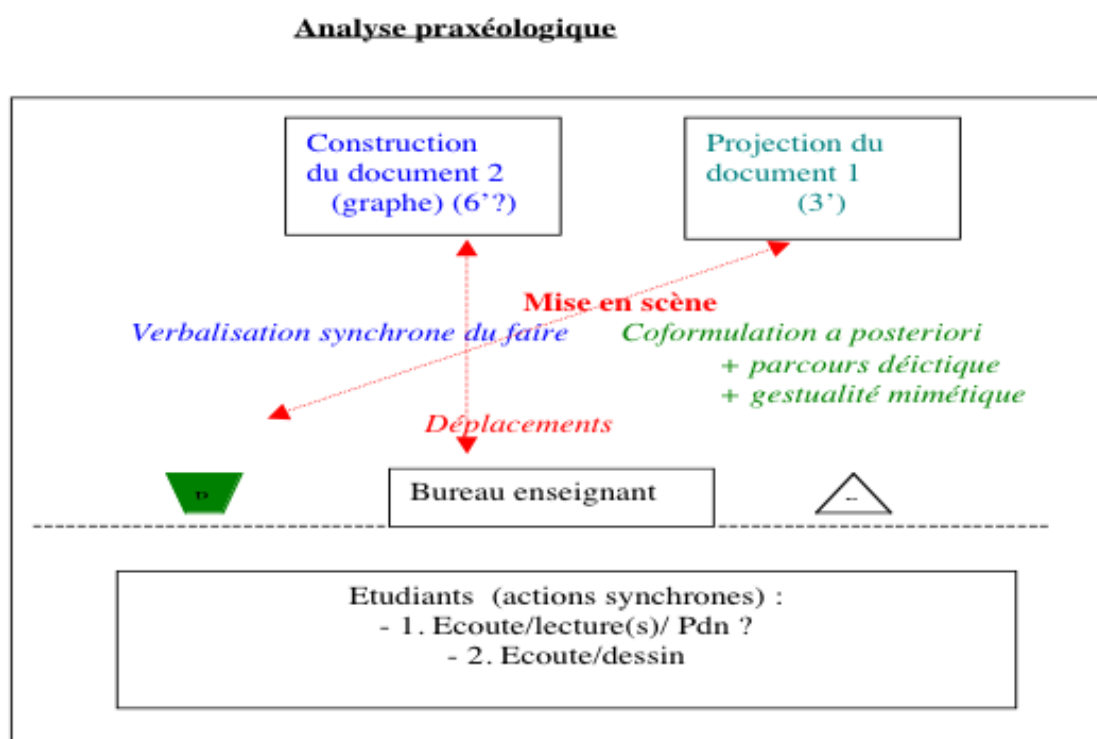 Analyse praxéologique
Construction
du document 2
(graphe) (6’?)
Projection du
document 1
(3’)
Mise en scène
Verbalisation synchrone du faire
Coformulation a posteriori
+ parcours déictique
+ gestualité mimétique
Déplacements
Bureau enseignant
Etudiants (actions synchrones) :
- 1. Ecoute/lecture(s)/ Pdn ?
- 2. Ecoute/dessin